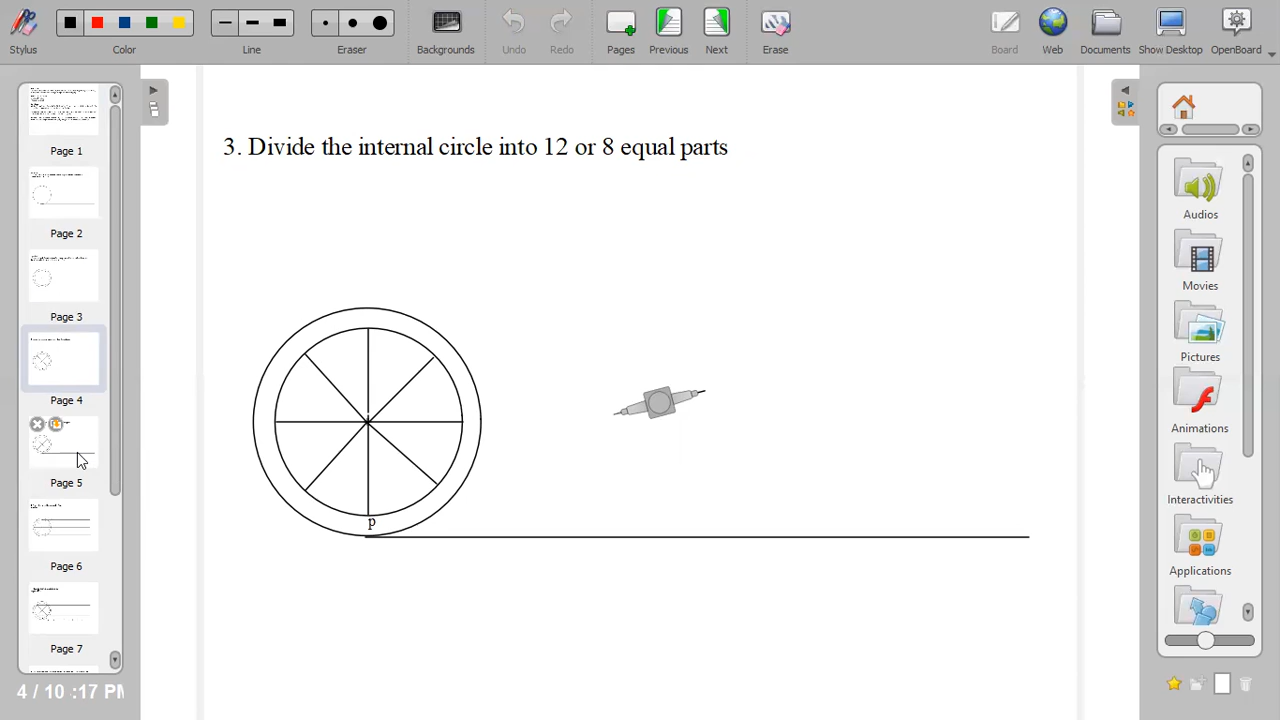 Stylus
Color
Line
Eraser
Backgrounds
Undo
Redo
Pages
Previous
Next
Erase
Board
Web
Documents
Show Desktop
OpenBoard
Page 1
Page 2
Page 3
Page 4
Page 5
Page 6
Page 7
4 / 10 :17 PM
3. Divide the internal circle into 12 or 8 equal parts
p
Audios
Movies
Pictures
Animations
Interactivities
Applications